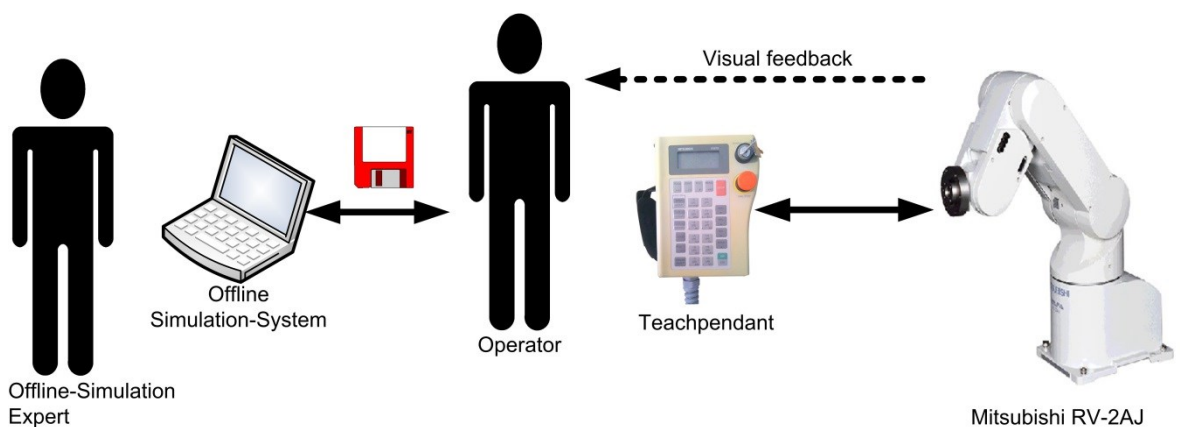 Visual feedback
Offline
Simulation-System
Operator
Teachpendant
Offline-Simulation
Expert
Mitsubishi RV-2AJ